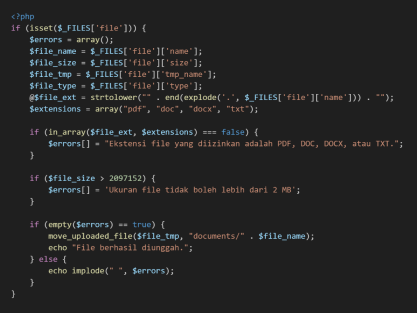 <?php
if (isset($_FILES['file'])) {
    $errors = array();
    $file_name = $_FILES['file']['name'];
    $file_size = $_FILES['file']['size'];
    $file_tmp = $_FILES['file']['tmp_name'];
    $file_type = $_FILES['file']['type'];
    @$file_ext = strtolower("" . end(explode('.', $_FILES['file']['name'])) . "");
    $extensions = array("pdf", "doc", "docx", "txt");
    if (in_array($file_ext, $extensions) === false) {
        $errors[] = "Ekstensi file yang diizinkan adalah PDF, DOC, DOCX, atau TXT.";
    }
    if ($file_size > 2097152) {
        $errors[] = 'Ukuran file tidak boleh lebih dari 2 MB';
    }
    if (empty($errors) == true) {
        move_uploaded_file($file_tmp, "documents/" . $file_name);
        echo "File berhasil diunggah.";
    } else {
        echo implode(" ", $errors);
    }
}